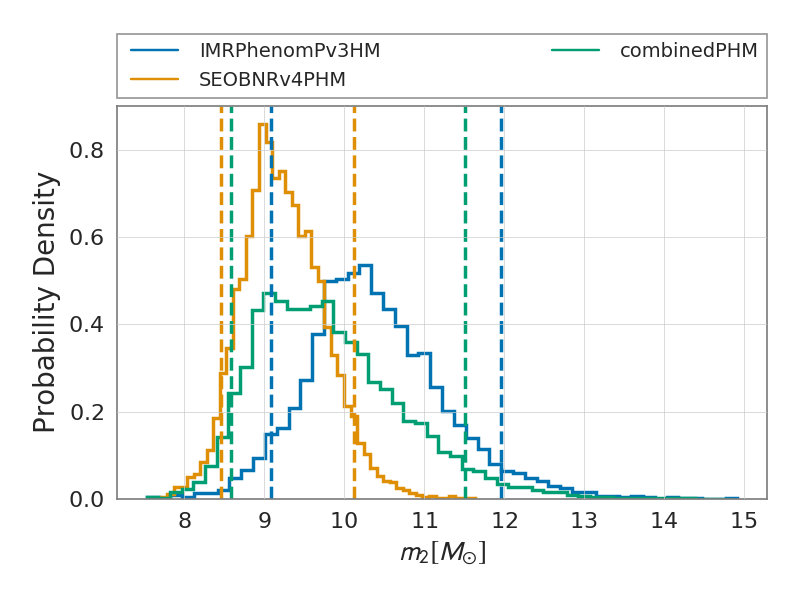 IMRPhenomPv3HM
SEOBNRv4PHM
combinedPHM
Probability Density
0.8
0.6
0.4
0.2
0.0
8 9 10 11 12 13 14 15
m₂[M⊙]